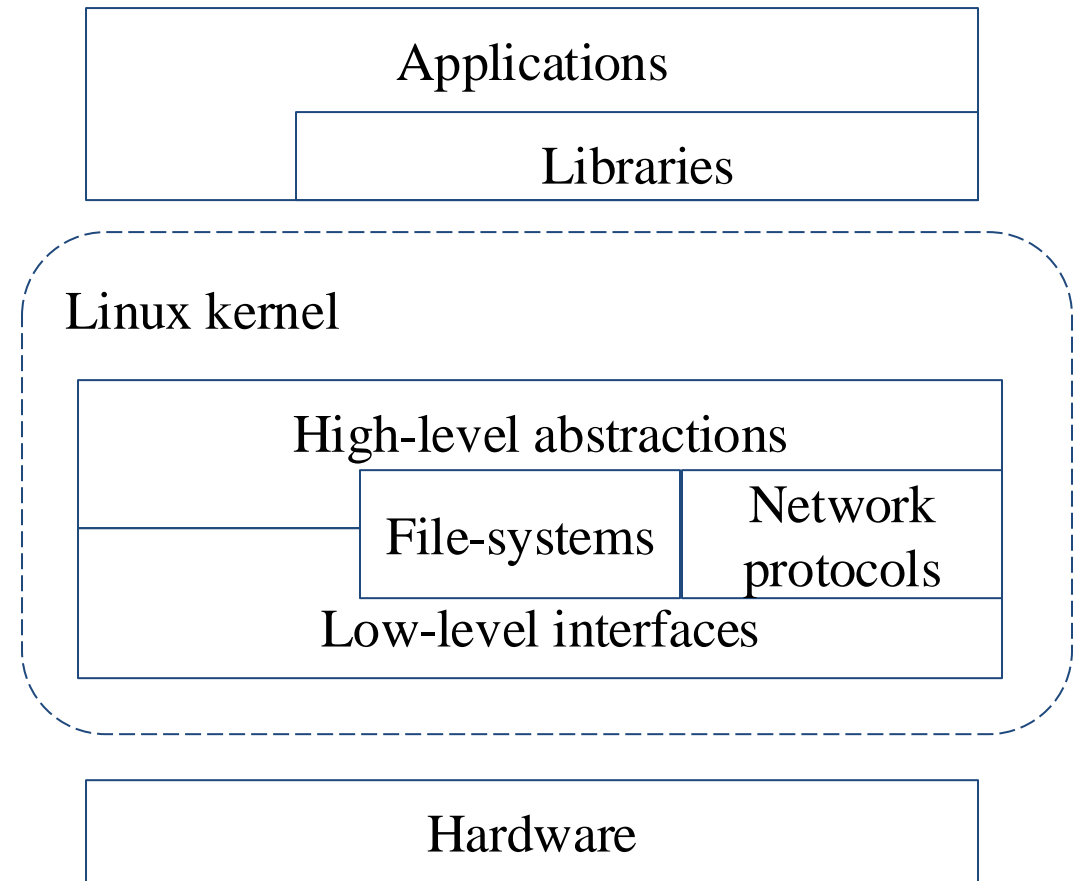 Applications
Libraries
Linux kernel
High-level abstractions
File-systems
Network
protocols
Low-level interfaces
Hardware